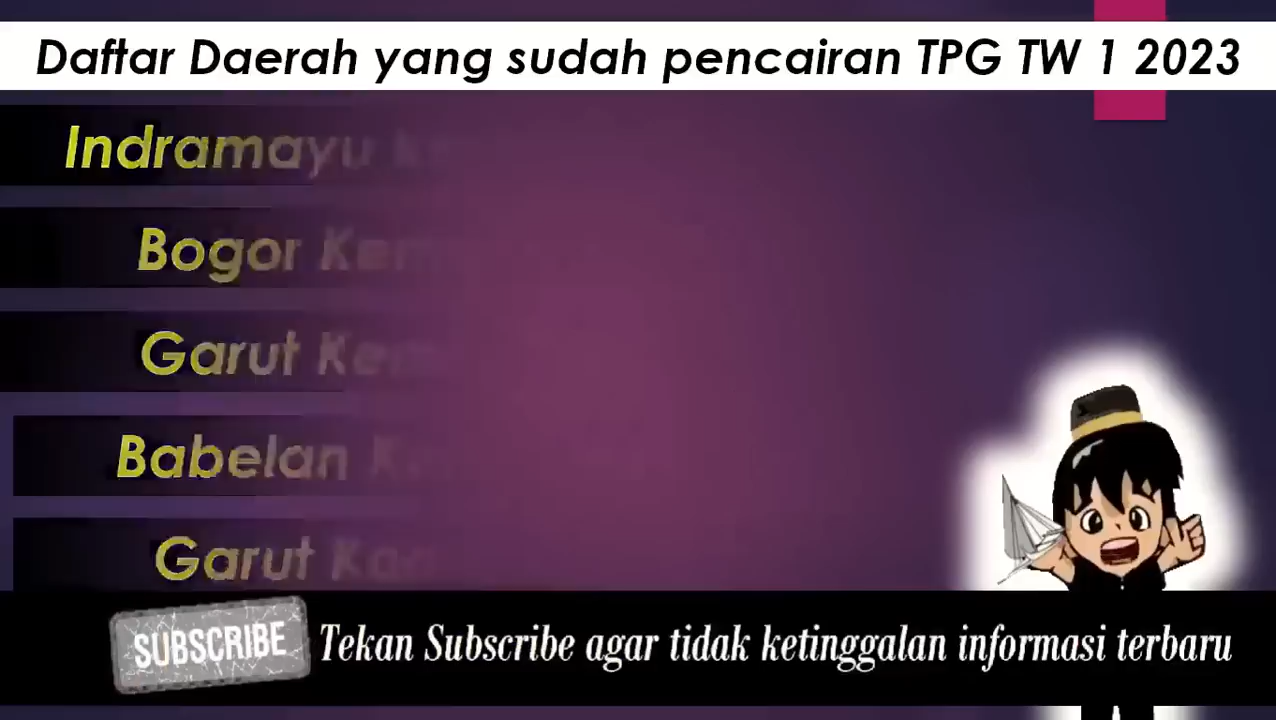 Daftar Daerah yang sudah pencairan TPG TW 1 2023
Indramayu
Bogor
Garut
Babelan
Garut
SUBSCRIBE
Tekan Subscribe agar tidak ketinggalan informasi terbaru